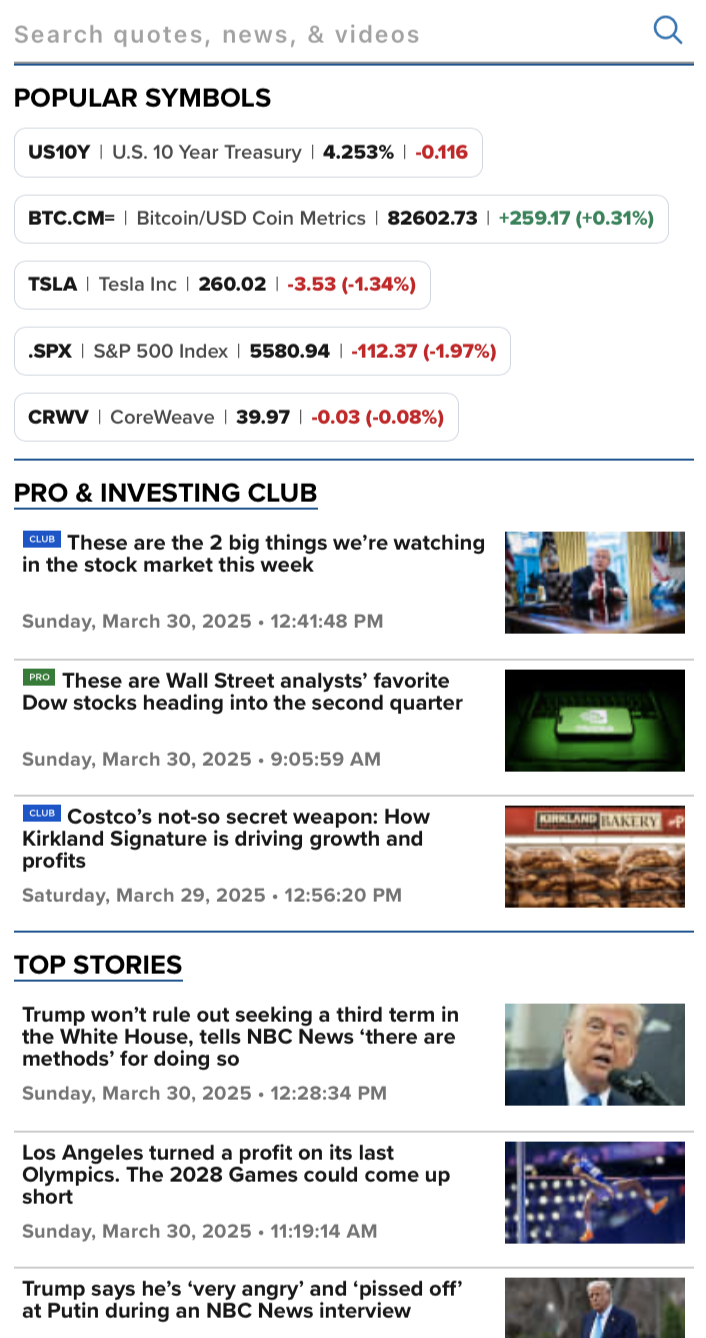 Search quotes, news, & videos
POPULAR SYMBOLS
US10Y | U.S. 10 Year Treasury | 4.253% | -0.116
BTC.CM= | Bitcoin/USD Coin Metrics | 82602.73 | +259.17 (+0.31%)
TSLA | Tesla Inc | 260.02 | -3.53 (-1.34%)
.SPX | S&P 500 Index | 5580.94 | -112.37 (-1.97%)
CRWV | CoreWeave | 39.97 | -0.03 (-0.08%)
PRO & INVESTING CLUB
CLUB These are the 2 big things we’re watching
in the stock market this week
Sunday, March 30, 2025 • 12:41:48 PM
PRO These are Wall Street analysts’ favorite
Dow stocks heading into the second quarter
Sunday, March 30, 2025 • 9:05:59 AM
CLUB Costco’s not-so secret weapon: How
Kirkland Signature is driving growth and
profits
KIRKLAND BAKERY
Saturday, March 29, 2025 • 12:56:20 PM
TOP STORIES
Trump won’t rule out seeking a third term in
the White House, tells NBC News ‘there are
methods’ for doing so
Sunday, March 30, 2025 • 12:28:34 PM
Los Angeles turned a profit on its last
Olympics. The 2028 Games could come up
short
Sunday, March 30, 2025 • 11:19:14 AM
Trump says he’s ‘very angry’ and ‘pissed off’
at Putin during an NBC News interview